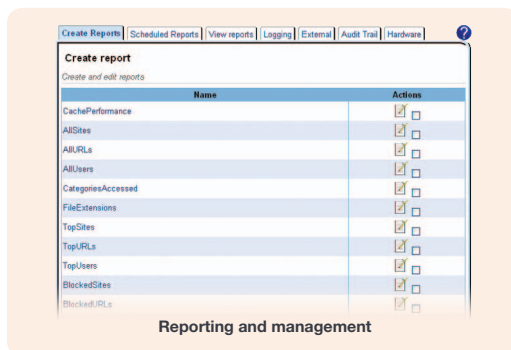 Create Reports Scheduled Reports View reports Logging External Audit Trail Hardware ?
Create report
Create and edit reports
Name Actions
CachePerformance
AllSites
AllURLs
AllUsers
CategoriesAccessed
FileExtensions
TopSites
TopURLs
TopUsers
BlockedSites
BlockedURLs
Reporting and management